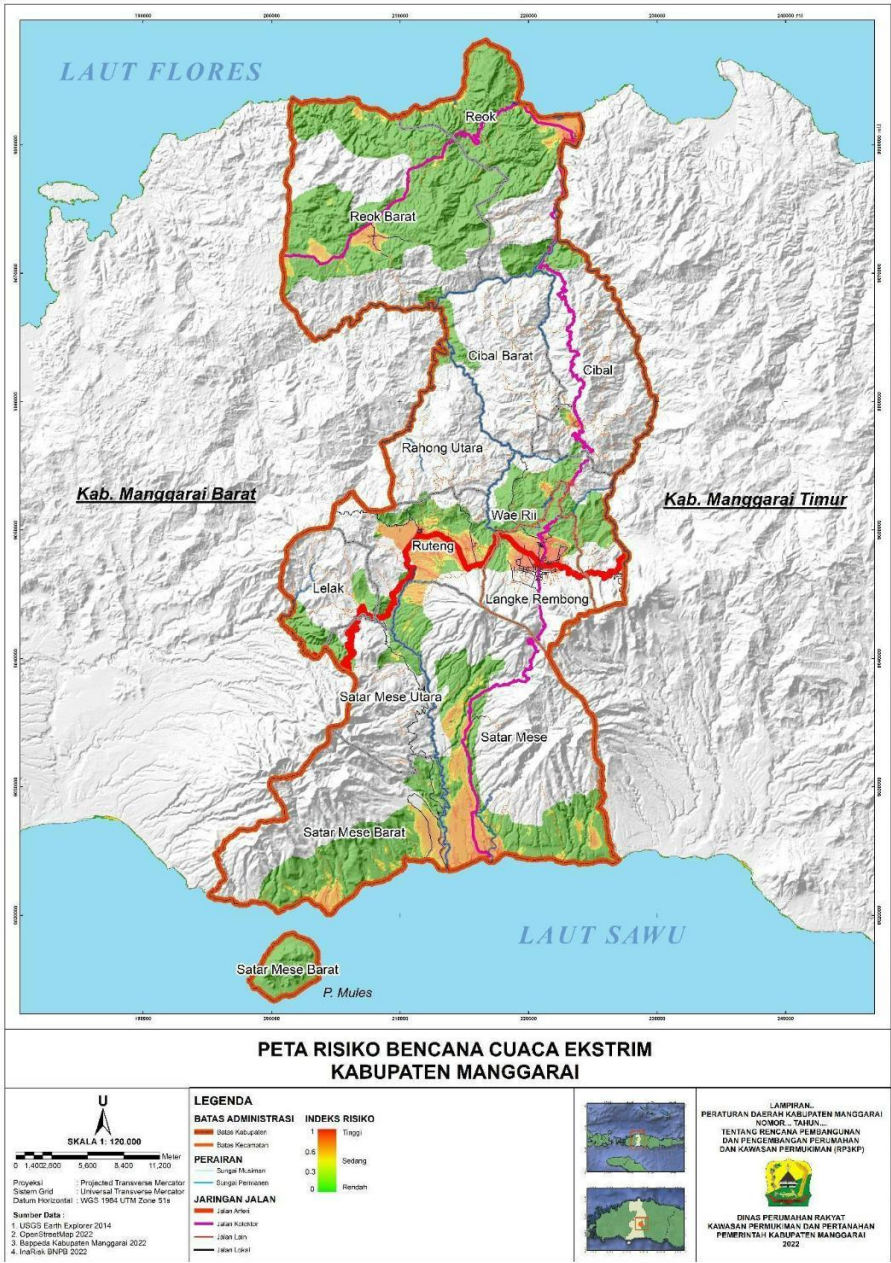 190000 200000 210000 220000 230000 240000
LAUT FLORES
Reok
Reok Barat
Cibal Barat
Cibal
Rahong Utara
Kab. Manggarai Barat
Kab. Manggarai Timur
Wae Rii
Ruteng
Lelak
Langke Rembong
Satar Mese Utara
Satar Mese
Satar Mese Barat
LAUT SAWU
Satar Mese Barat
P. Mules
PETA RISIKO BENCANA CUACA EKSTRIM
KABUPATEN MANGGARAI
U
SKALA 1: 120.000
Meter
0 1,4002,800 5,600 8,400 11,200
Proyeksi : Projected Transverse Mercator
Sistem Grid : Universal Transverse Mercator
Datum Horizontal : WGS 1984 UTM Zone 51s
Sumber Data :
1. USGS Earth Explorer 2014
2. OpenStreetMap 2022
3. Bappeda Kabupaten Manggarai 2022
4. InaRisk BNPB 2022
LEGENDA
BATAS ADMINISTRASI
Batas Kabupaten
Batas Kecamatan
PERAIRAN
Sungai Musiman
Sungai Permanen
JARINGAN JALAN
Jalan Arteri
Jalan Kolektor
Jalan Lain
Jalan Lokal
INDEKS RISIKO
1 Tinggi
0.6 Sedang
0.3
0 Rendah
LAMPIRAN..
PERATURAN DAERAH KABUPATEN MANGGARAI
NOMOR... TAHUN....
TENTANG RENCANA PEMBANGUNAN
DAN PENGEMBANGAN PERUMAHAN
DAN KAWASAN PERMUKIMAN (RP3KP)
DINAS PERUMAHAN RAKYAT
KAWASAN PERMUKIMAN DAN PERTANAHAN
PEMERINTAH KABUPATEN MANGGARAI
2022